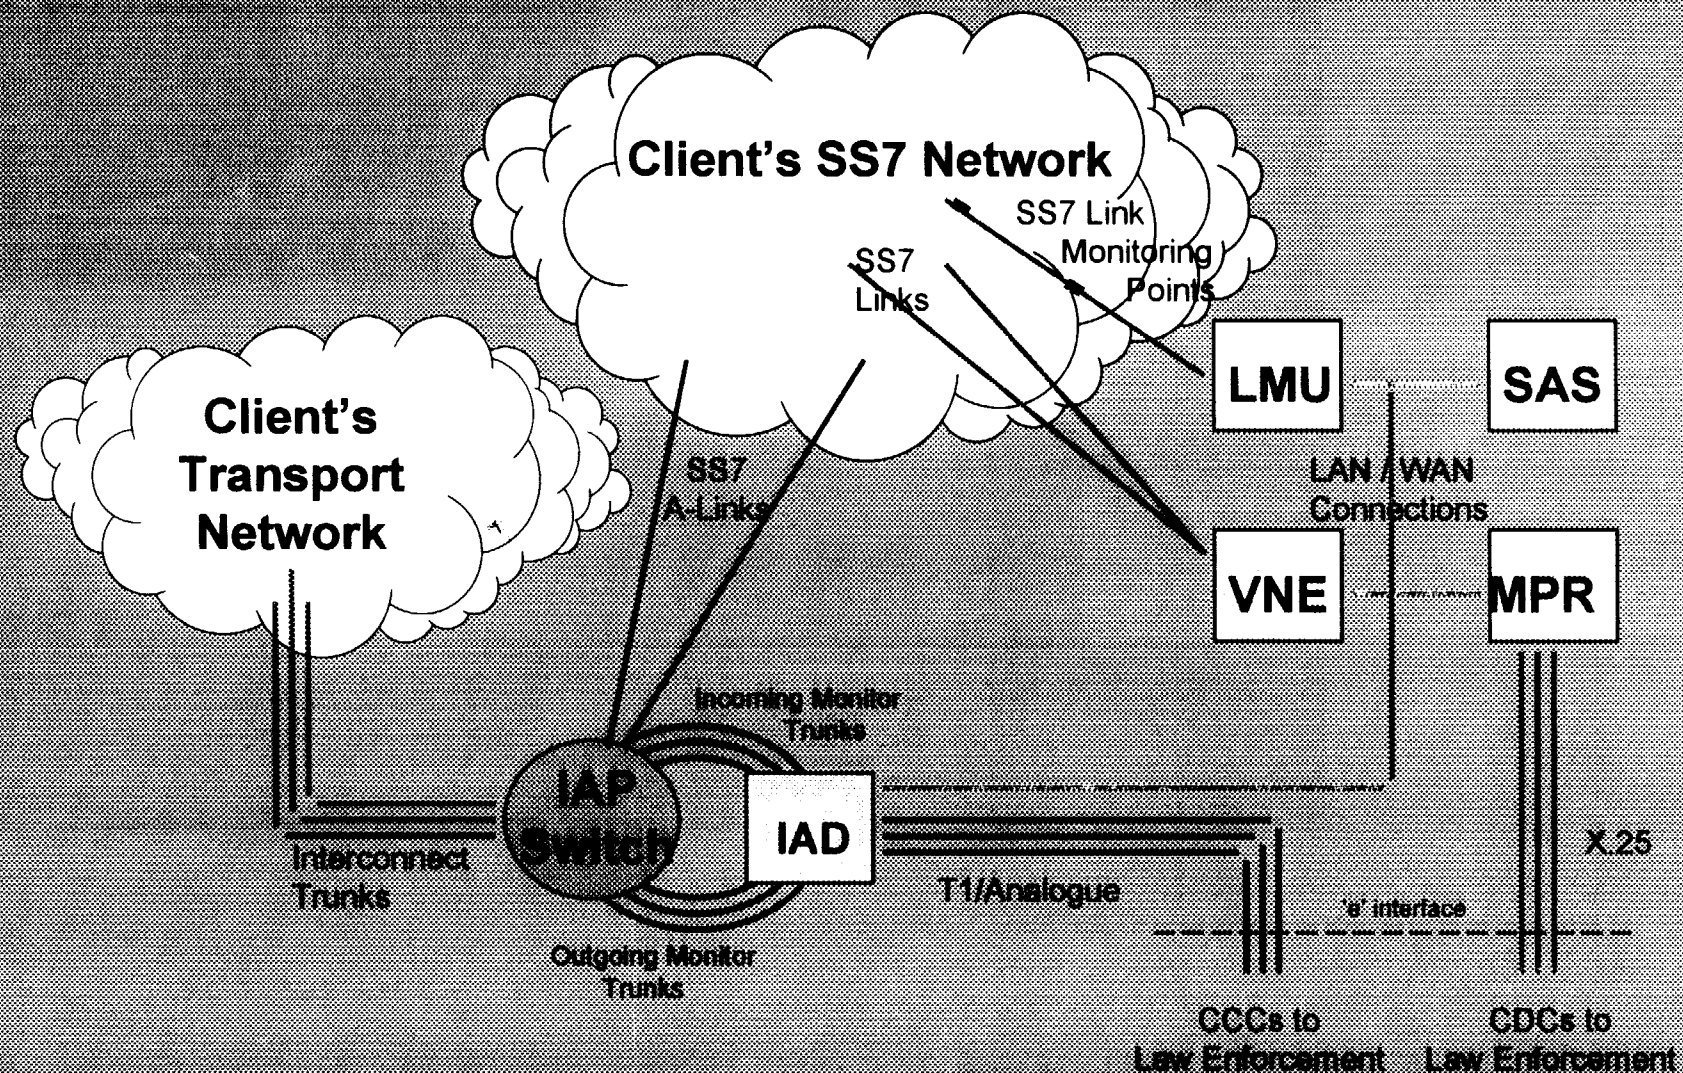 Client's SS7 Network
SS7 Link
Monitoring
Points
SS7
Links
LMU
SAS
Client's
Transport
Network
SS7
A-Links
LAN / WAN
Connections
VNE
MPR
Incoming Monitor
Trunks
IAP
Switch
IAD
Interconnect
Trunks
T1/Analogue
X.25
'e' interface
Outgoing Monitor
Trunks
CCCs to
Law Enforcement
CDCs to
Law Enforcement